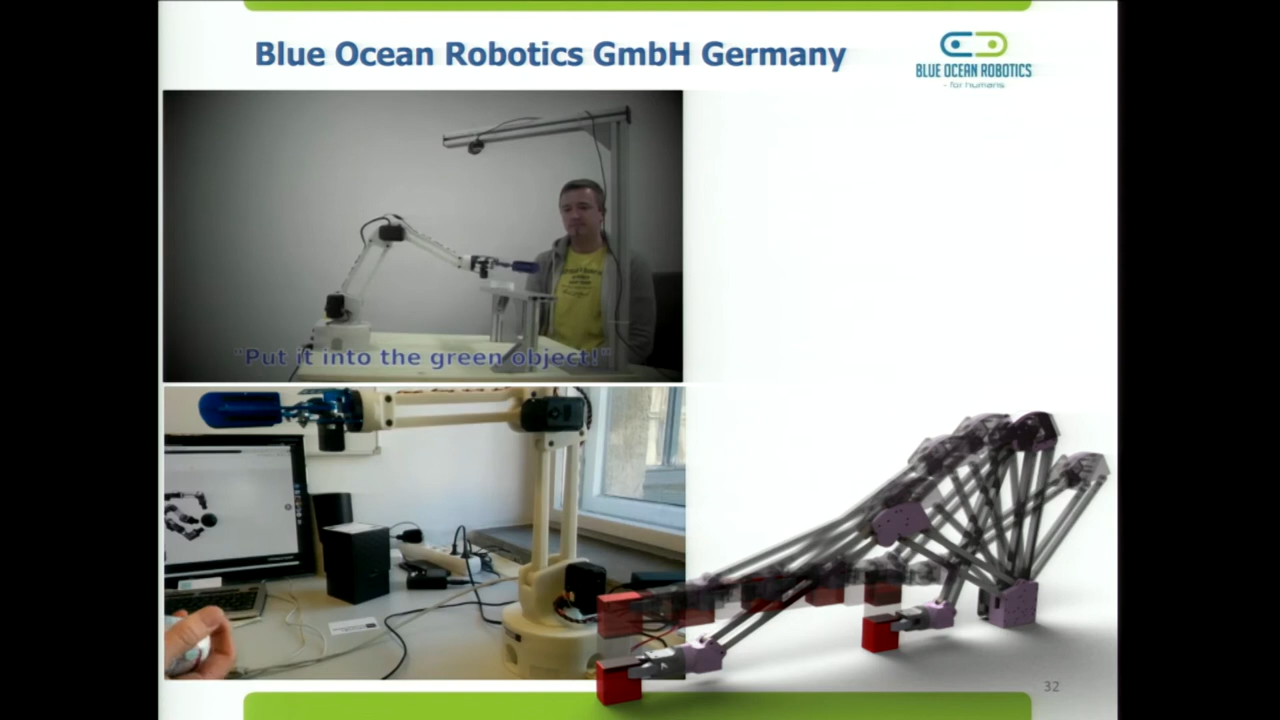 Blue Ocean Robotics GmbH Germany
BLUE OCEAN ROBOTICS
- for humans
"Put it into the green object!"
32